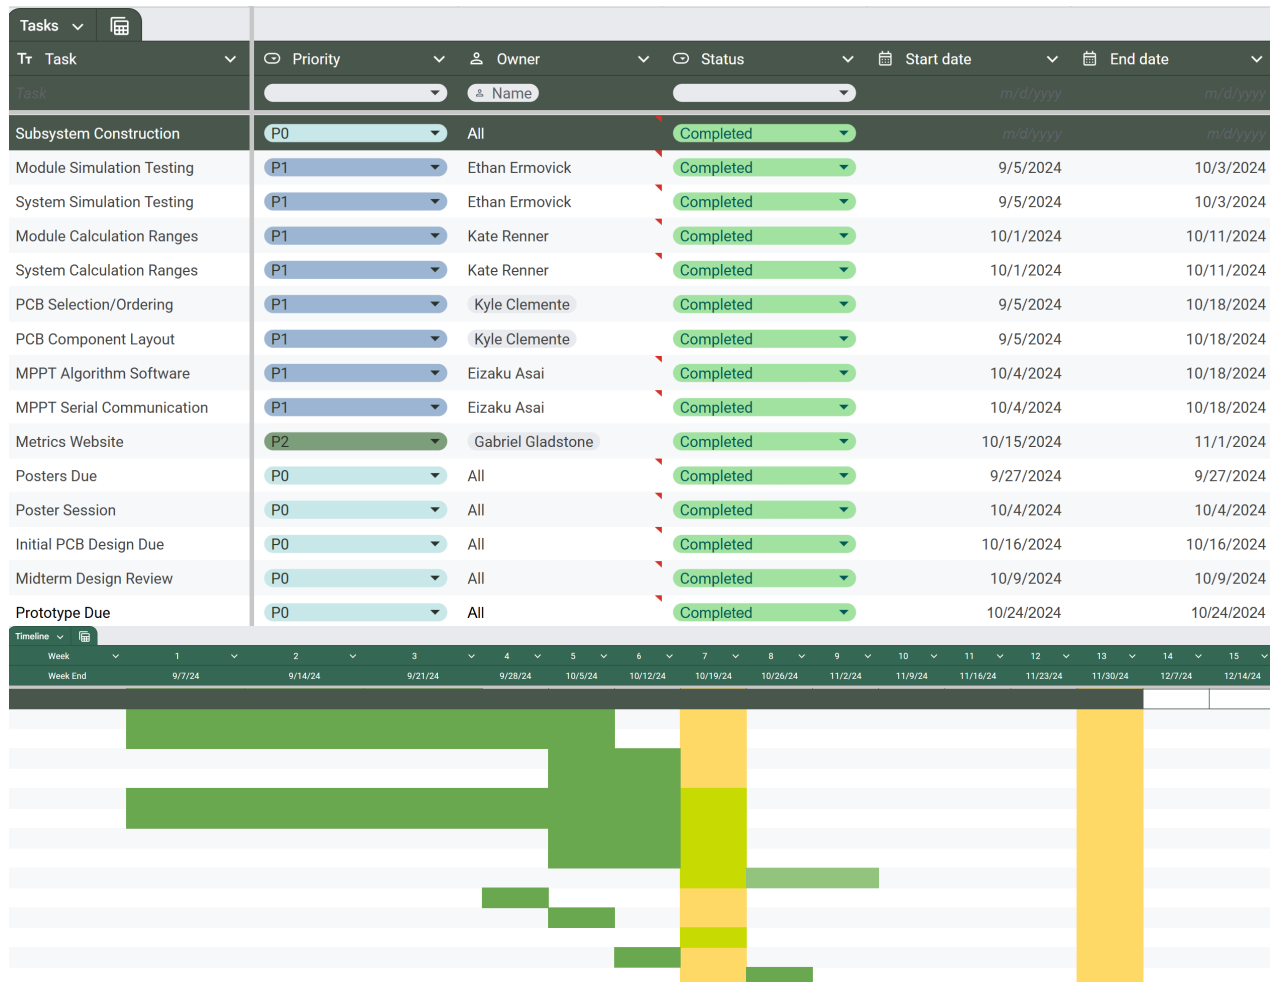 Tasks
Task Priority Owner Status Start date End date
Task Name m/d/yyyy m/d/yyyy
Subsystem Construction P0 All Completed m/d/yyyy m/d/yyyy
Module Simulation Testing P1 Ethan Ermovick Completed 9/5/2024 10/3/2024
System Simulation Testing P1 Ethan Ermovick Completed 9/5/2024 10/3/2024
Module Calculation Ranges P1 Kate Renner Completed 10/1/2024 10/11/2024
System Calculation Ranges P1 Kate Renner Completed 10/1/2024 10/11/2024
PCB Selection/Ordering P1 Kyle Clemente Completed 9/5/2024 10/18/2024
PCB Component Layout P1 Kyle Clemente Completed 9/5/2024 10/18/2024
MPPT Algorithm Software P1 Eizaku Asai Completed 10/4/2024 10/18/2024
MPPT Serial Communication P1 Eizaku Asai Completed 10/4/2024 10/18/2024
Metrics Website P2 Gabriel Gladstone Completed 10/15/2024 11/1/2024
Posters Due P0 All Completed 9/27/2024 9/27/2024
Poster Session P0 All Completed 10/4/2024 10/4/2024
Initial PCB Design Due P0 All Completed 10/16/2024 10/16/2024
Midterm Design Review P0 All Completed 10/9/2024 10/9/2024
Prototype Due P0 All Completed 10/24/2024 10/24/2024
Timeline
Week 1 2 3 4 5 6 7 8 9 10 11 12 13 14 15
Week End 9/7/24 9/14/24 9/21/24 9/28/24 10/5/24 10/12/24 10/19/24 10/26/24 11/2/24 11/9/24 11/16/24 11/23/24 11/30/24 12/7/24 12/14/24